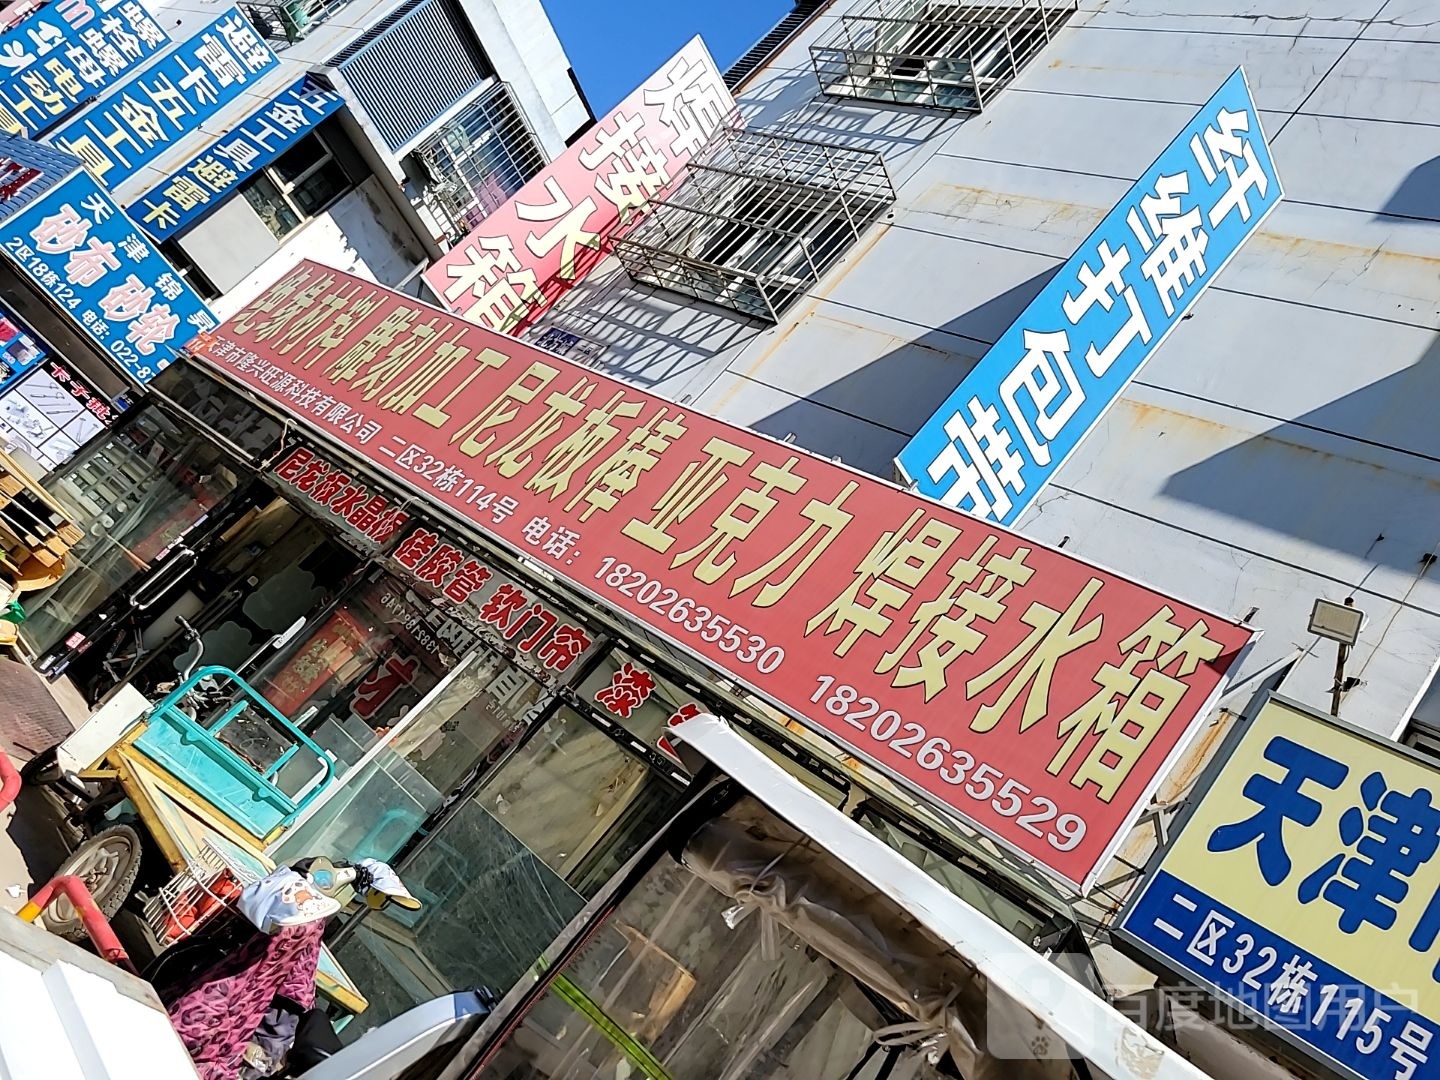 避雷卡五金工具
五金工具避雷卡
天津锦昇
砂布 砂轮
2区18栋124 电话：022-8
焊接水箱
纤维打包带
绝缘材料 雕刻加工 尼龙板棒 亚克力 焊接水箱
天津市隆兴旺源科技有限公司 二区32栋114号 电话：18202635530 18202635529
尼龙板水晶板
硅胶管 软门帘
漆
天津
二区32栋115号
百度地图用户